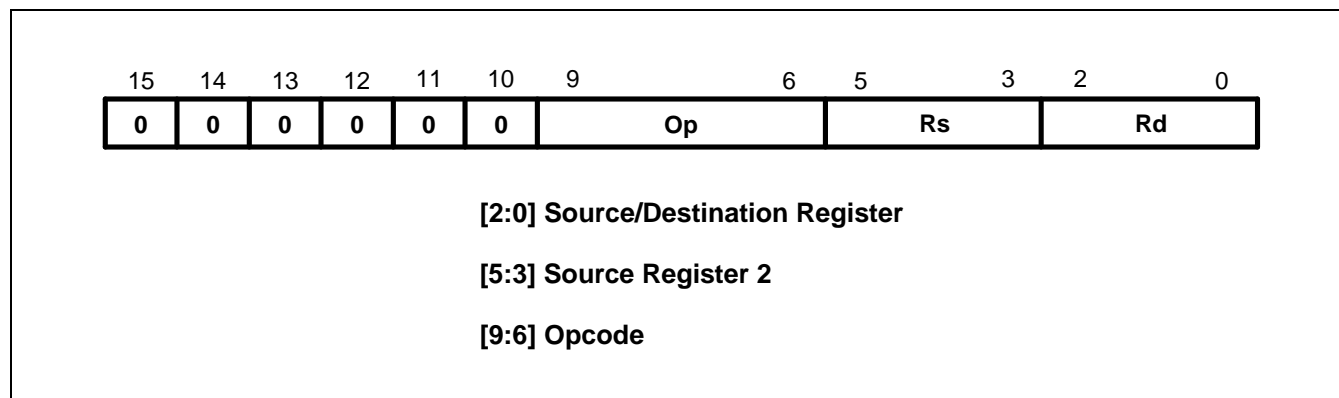 15 14 13 12 11 10 9 6 5 3 2 0
0 0 0 0 0 0 Op Rs Rd
[2:0] Source/Destination Register
[5:3] Source Register 2
[9:6] Opcode